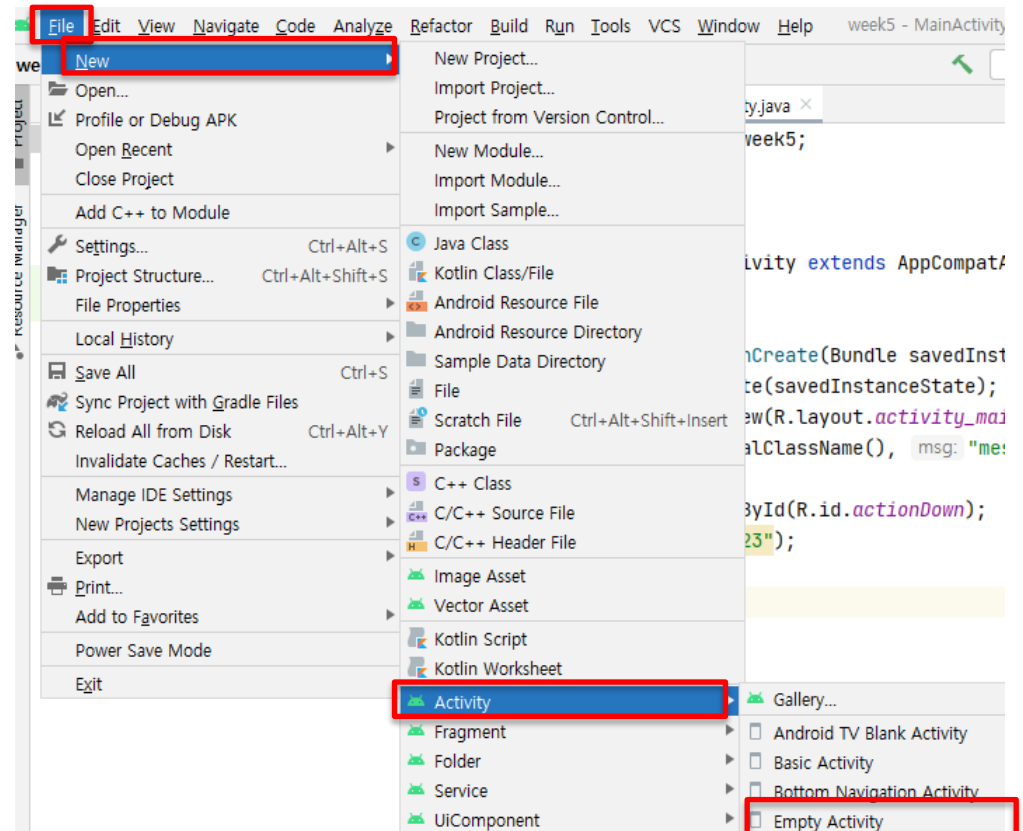 File Edit View Navigate Code Analyze Refactor Build Run Tools VCS Window Help week5 - MainActivity
we
New
Open...
Profile or Debug APK
Open Recent
Close Project
Add C++ to Module
Settings... Ctrl+Alt+S
Project Structure... Ctrl+Alt+Shift+S
File Properties
Local History
Save All Ctrl+S
Sync Project with Gradle Files
Reload All from Disk Ctrl+Alt+Y
Invalidate Caches / Restart...
Manage IDE Settings
New Projects Settings
Export
Print...
Add to Favorites
Power Save Mode
Exit
New Project...
Import Project...
Project from Version Control...
New Module...
Import Module...
Import Sample...
Java Class
Kotlin Class/File
Android Resource File
Android Resource Directory
Sample Data Directory
File
Scratch File Ctrl+Alt+Shift+Insert
Package
C++ Class
C/C++ Source File
C/C++ Header File
Image Asset
Vector Asset
Kotlin Script
Kotlin Worksheet
Activity
Fragment
Folder
Service
UiComponent
Gallery...
Android TV Blank Activity
Basic Activity
Bottom Navigation Activity
Empty Activity
ty.java
week5;
ivity extends AppCompatA
nCreate(Bundle savedInst
te(savedInstanceState);
ew(R.layout.activity_mai
alClassName(), msg: "mes
ById(R.id.actionDown);
23");
Project
Resource Manager